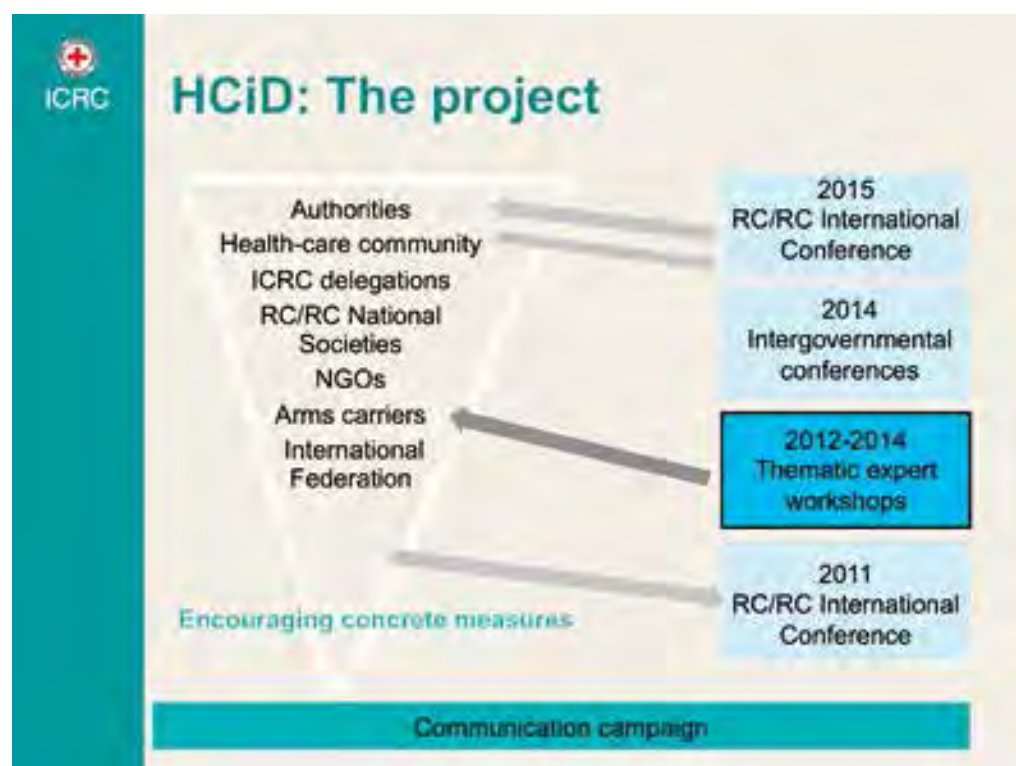 ICRC
HCiD: The project
Authorities
Health-care community
ICRC delegations
RC/RC National
Societies
NGOs
Arms carriers
International
Federation
Encouraging concrete measures
2015
RC/RC International
Conference
2014
Intergovernmental
conferences
2012-2014
Thematic expert
workshops
2011
RC/RC International
Conference
Communication campaign